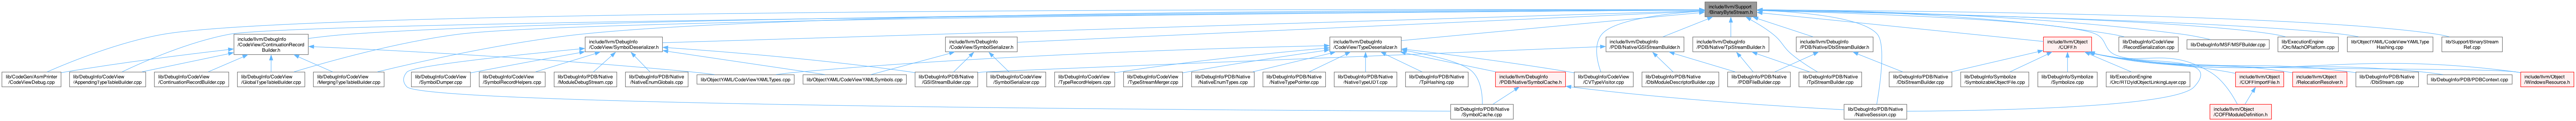 include/llvm/Support
/BinaryByteStream.h
include/llvm/DebugInfo
/CodeView/ContinuationRecord
Builder.h
include/llvm/DebugInfo
/CodeView/SymbolDeserializer.h
include/llvm/DebugInfo
/CodeView/SymbolSerializer.h
include/llvm/DebugInfo
/CodeView/TypeDeserializer.h
include/llvm/DebugInfo
/PDB/Native/GSIStreamBuilder.h
include/llvm/DebugInfo
/PDB/Native/TpiStreamBuilder.h
include/llvm/DebugInfo
/PDB/Native/DbiStreamBuilder.h
include/llvm/Object
/COFF.h
lib/DebugInfo/CodeView
/RecordSerialization.cpp
lib/DebugInfo/MSF/MSFBuilder.cpp
lib/ExecutionEngine
/Orc/MachOPlatform.cpp
lib/ObjectYAML/CodeViewYAMLType
Hashing.cpp
lib/Support/BinaryStream
Ref.cpp
lib/CodeGen/AsmPrinter
/CodeViewDebug.cpp
lib/DebugInfo/CodeView
/AppendingTypeTableBuilder.cpp
lib/DebugInfo/CodeView
/ContinuationRecordBuilder.cpp
lib/DebugInfo/CodeView
/GlobalTypeTableBuilder.cpp
lib/DebugInfo/CodeView
/MergingTypeTableBuilder.cpp
lib/DebugInfo/CodeView
/SymbolDumper.cpp
lib/DebugInfo/CodeView
/SymbolRecordHelpers.cpp
lib/DebugInfo/PDB/Native
/ModuleDebugStream.cpp
lib/DebugInfo/PDB/Native
/NativeEnumGlobals.cpp
lib/ObjectYAML/CodeViewYAMLTypes.cpp
lib/ObjectYAML/CodeViewYAMLSymbols.cpp
lib/DebugInfo/PDB/Native
/GSIStreamBuilder.cpp
lib/DebugInfo/CodeView
/SymbolSerializer.cpp
lib/DebugInfo/CodeView
/TypeRecordHelpers.cpp
lib/DebugInfo/CodeView
/TypeStreamMerger.cpp
lib/DebugInfo/PDB/Native
/NativeEnumTypes.cpp
lib/DebugInfo/PDB/Native
/NativeTypePointer.cpp
lib/DebugInfo/PDB/Native
/NativeTypeUDT.cpp
lib/DebugInfo/PDB/Native
/TpiHashing.cpp
include/llvm/DebugInfo
/PDB/Native/SymbolCache.h
lib/DebugInfo/CodeView
/CVTypeVisitor.cpp
lib/DebugInfo/PDB/Native
/DbiModuleDescriptorBuilder.cpp
lib/DebugInfo/PDB/Native
/PDBFileBuilder.cpp
lib/DebugInfo/PDB/Native
/TpiStreamBuilder.cpp
lib/DebugInfo/PDB/Native
/DbiStreamBuilder.cpp
lib/DebugInfo/Symbolize
/SymbolizableObjectFile.cpp
lib/DebugInfo/Symbolize
/Symbolize.cpp
lib/ExecutionEngine
/Orc/RTDyldObjectLinkingLayer.cpp
include/llvm/Object
/COFFImportFile.h
include/llvm/Object
/RelocationResolver.h
lib/DebugInfo/PDB/Native
/DbiStream.cpp
lib/DebugInfo/PDB/PDBContext.cpp
include/llvm/Object
/WindowsResource.h
lib/DebugInfo/PDB/Native
/SymbolCache.cpp
lib/DebugInfo/PDB/Native
/NativeSession.cpp
include/llvm/Object
/COFFModuleDefinition.h